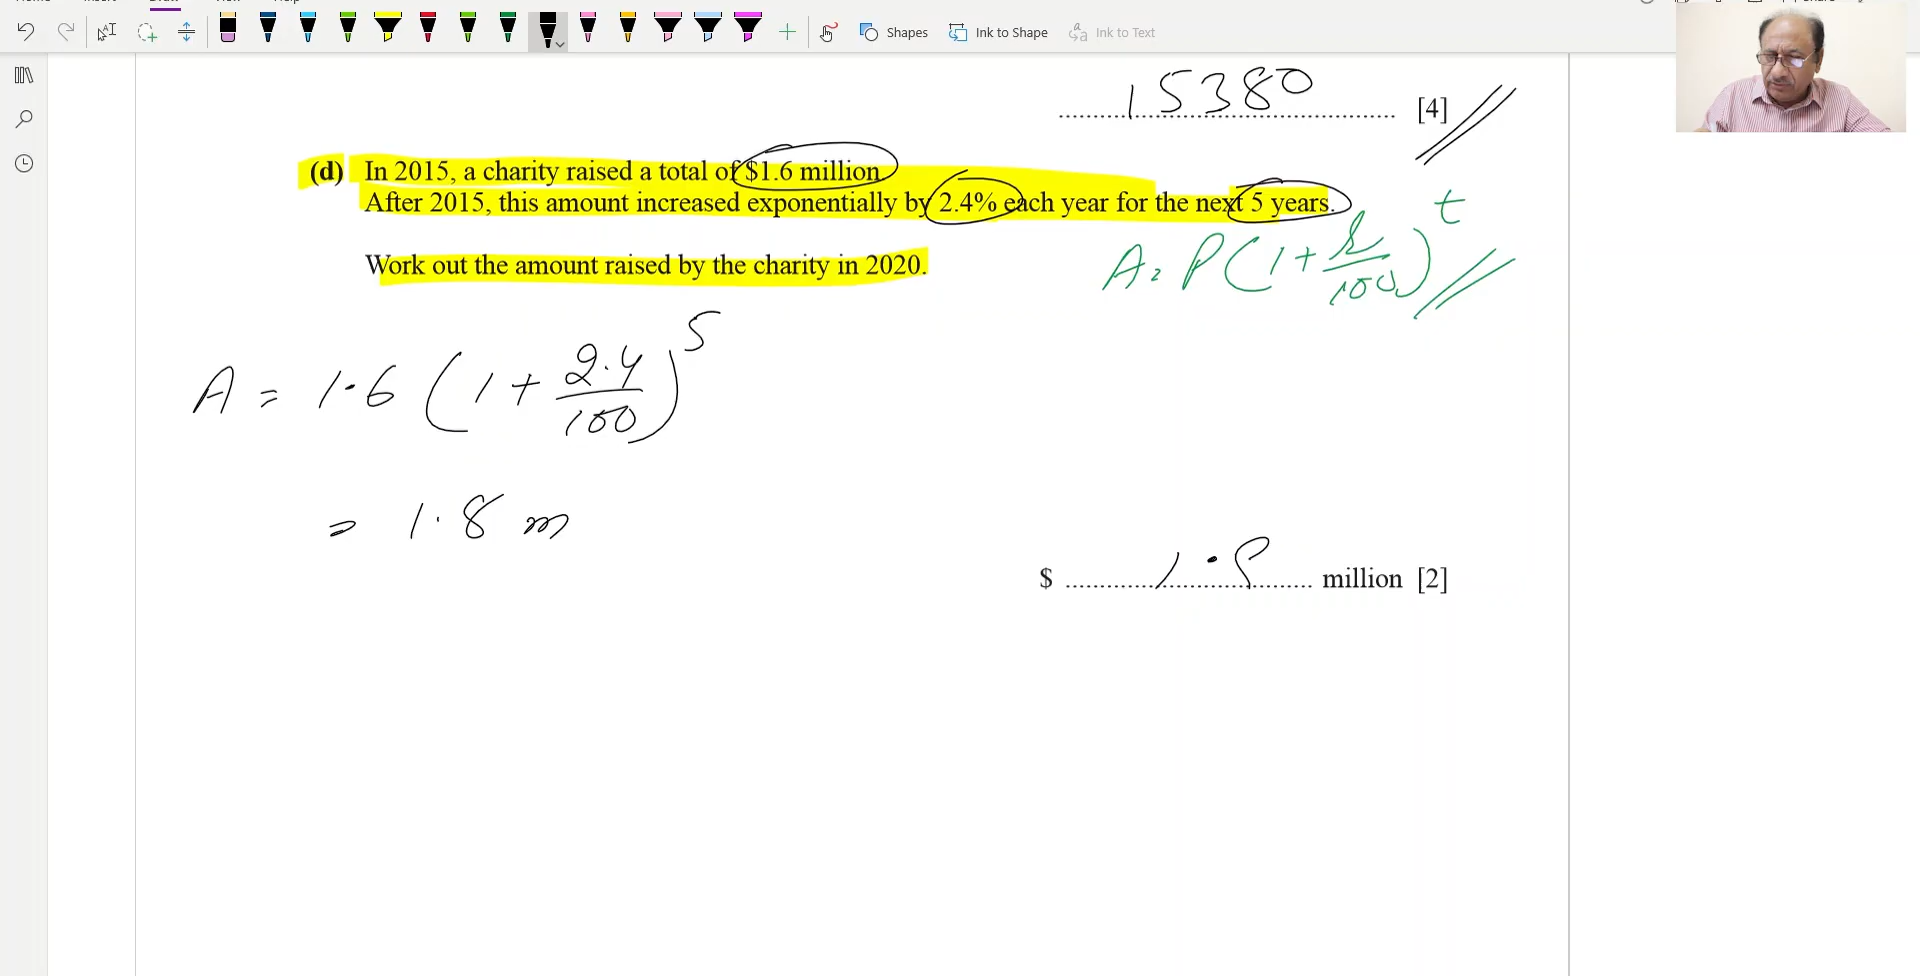 Shapes Ink to Shape Ink to Text
15380 [4]
(d) In 2015, a charity raised a total of $1.6 million
After 2015, this amount increased exponentially by 2.4% each year for the next 5 years.
Work out the amount raised by the charity in 2020.
A = P(1 + r/100)^t
A = 1.6 (1 + 2.4/100)^5
= 1.8 m
$ 1.8 million [2]